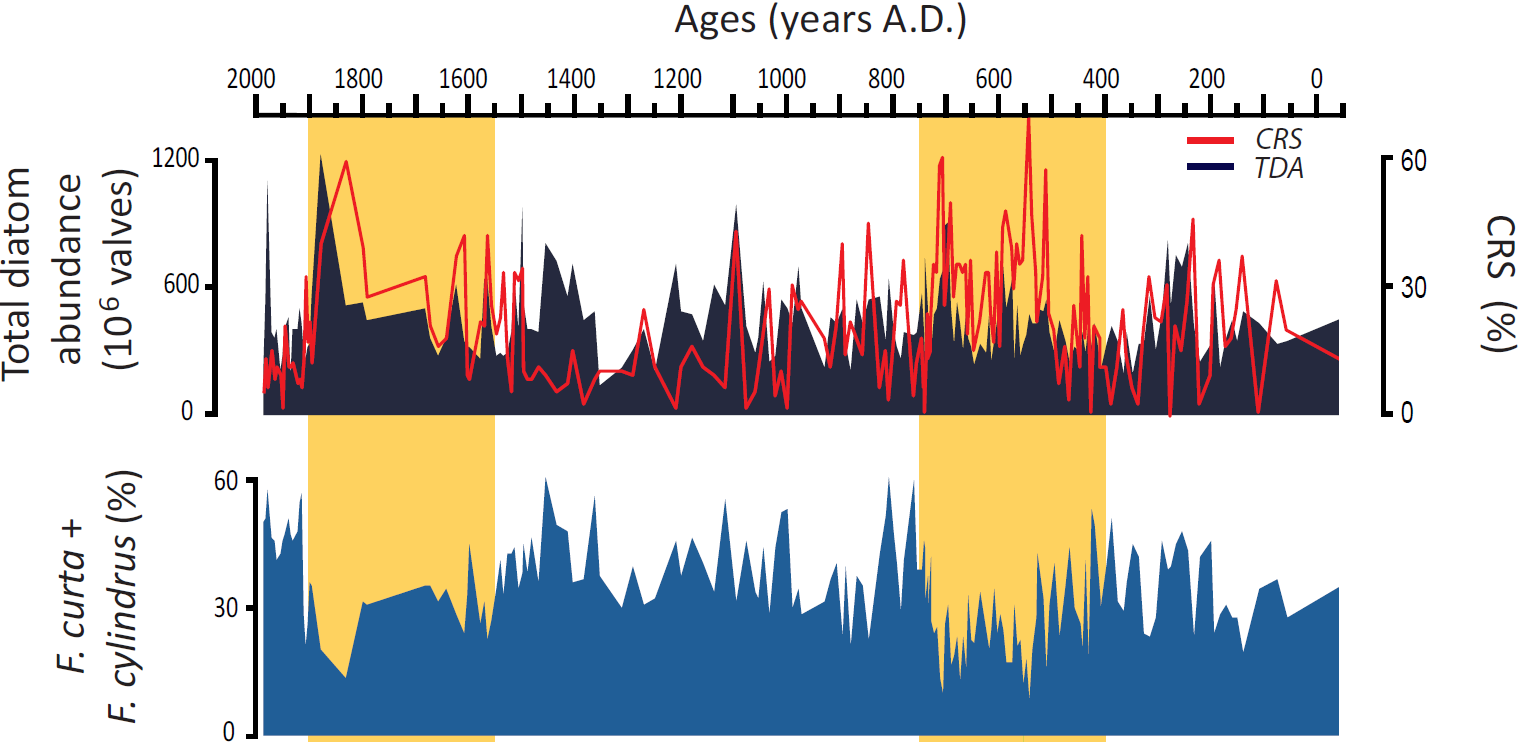 Ages (years A.D.)
2000 1800 1600 1400 1200 1000 800 600 400 200 0
Total diatom
abundance
(10⁶ valves)
1200
600
0
CRS
TDA
60
30
0
CRS (%)
F. curta +
F. cylindrus (%)
60
30
0